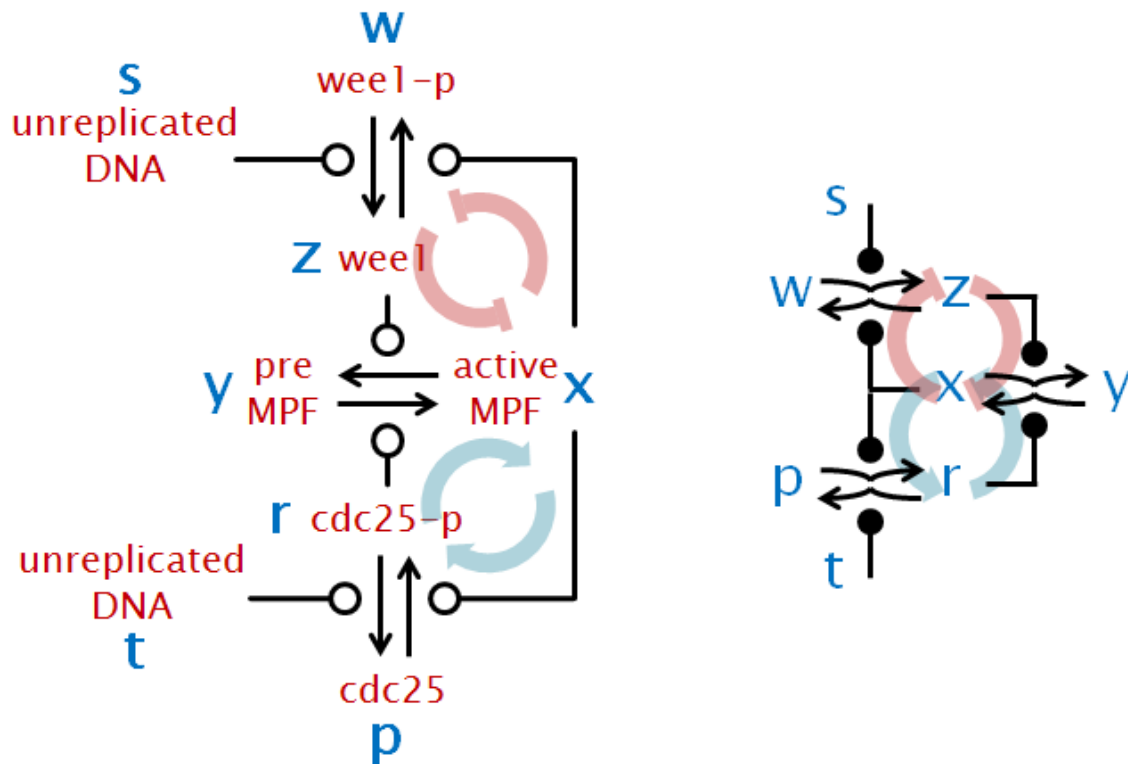 w
wee1-p
s
unreplicated
DNA
z wee1
y pre
MPF
active
MPF x
r cdc25-p
unreplicated
DNA
t
cdc25
p
s
w z
x y
p r
t